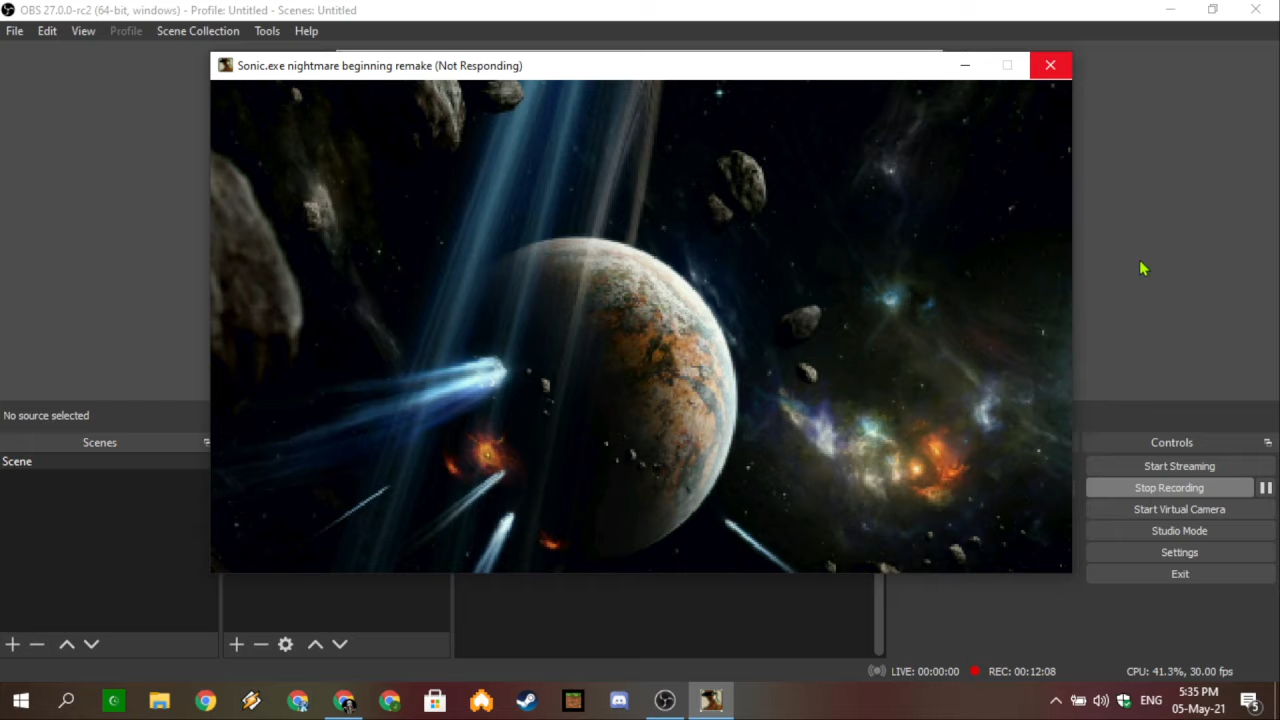 OBS 27.0.0-rc2 (64-bit, windows) - Profile: Untitled - Scenes: Untitled
File Edit View Profile Scene Collection Tools Help
Sonic.exe nightmare beginning remake (Not Responding)
No source selected
Scenes
Controls
Scene
Start Streaming
Stop Recording
Start Virtual Camera
Studio Mode
Settings
Exit
LIVE: 00:00:00 REC: 00:12:08 CPU: 41.3%, 30.00 fps
ENG
5:35 PM
05-May-21
5